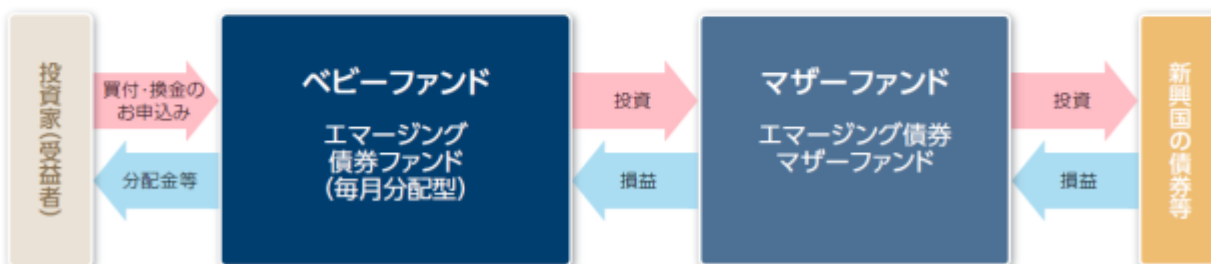 投資家(受益者)
買付・換金の
お申込み
分配金等
ベビーファンド
エマージング
債券ファンド
(毎月分配型)
投資
損益
マザーファンド
エマージング債券
マザーファンド
投資
損益
新興国の債券等